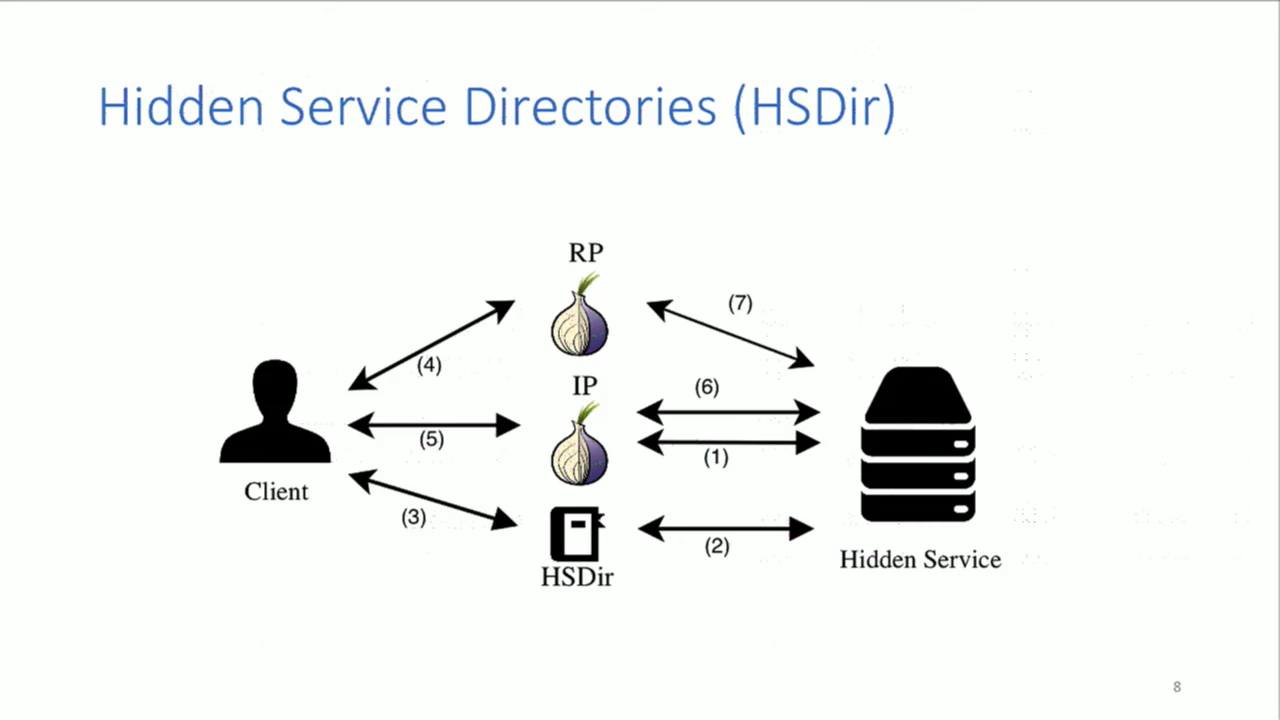 Hidden Service Directories (HSDir)
RP
(7)
(4)
IP
(6)
(5)
(1)
Client
(3)
(2)
HSDir
Hidden Service
8